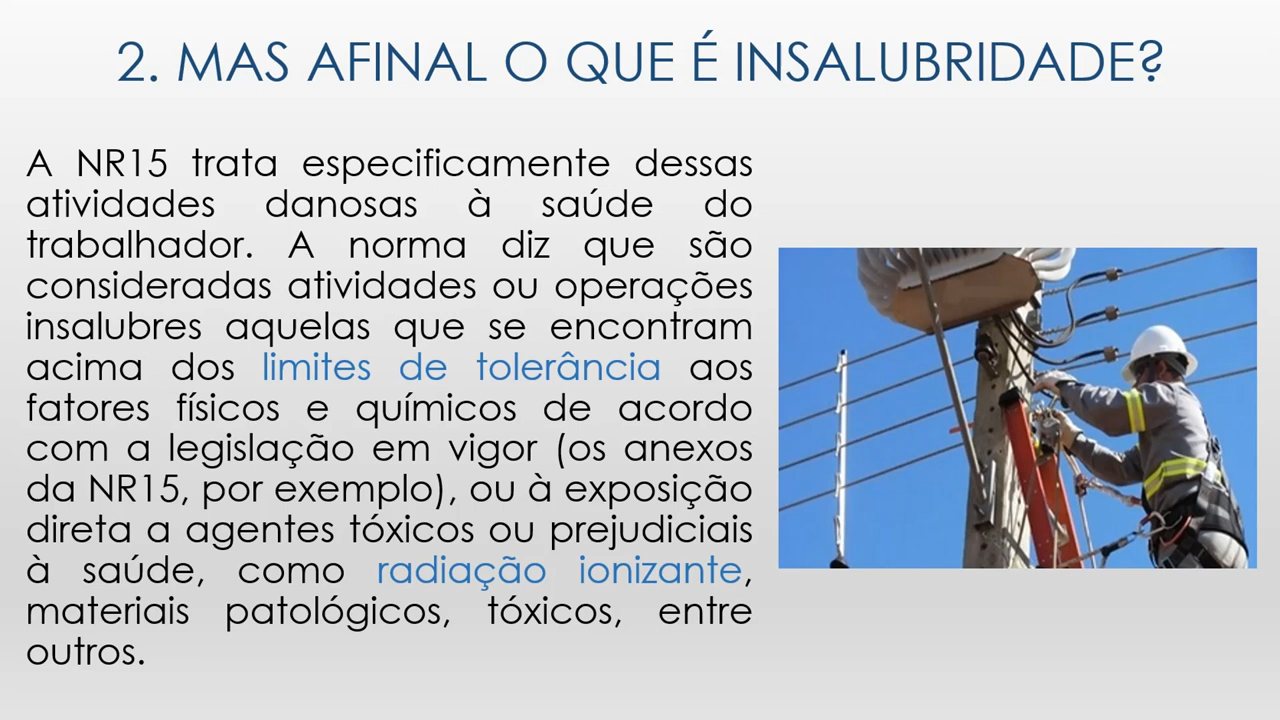 2. MAS AFINAL O QUE É INSALUBRIDADE?
A NR15 trata especificamente dessas
atividades danosas à saúde do
trabalhador. A norma diz que são
consideradas atividades ou operações
insalubres aquelas que se encontram
acima dos limites de tolerância aos
fatores físicos e químicos de acordo
com a legislação em vigor (os anexos
da NR15, por exemplo), ou à exposição
direta a agentes tóxicos ou prejudiciais
à saúde, como radiação ionizante,
materiais patológicos, tóxicos, entre
outros.